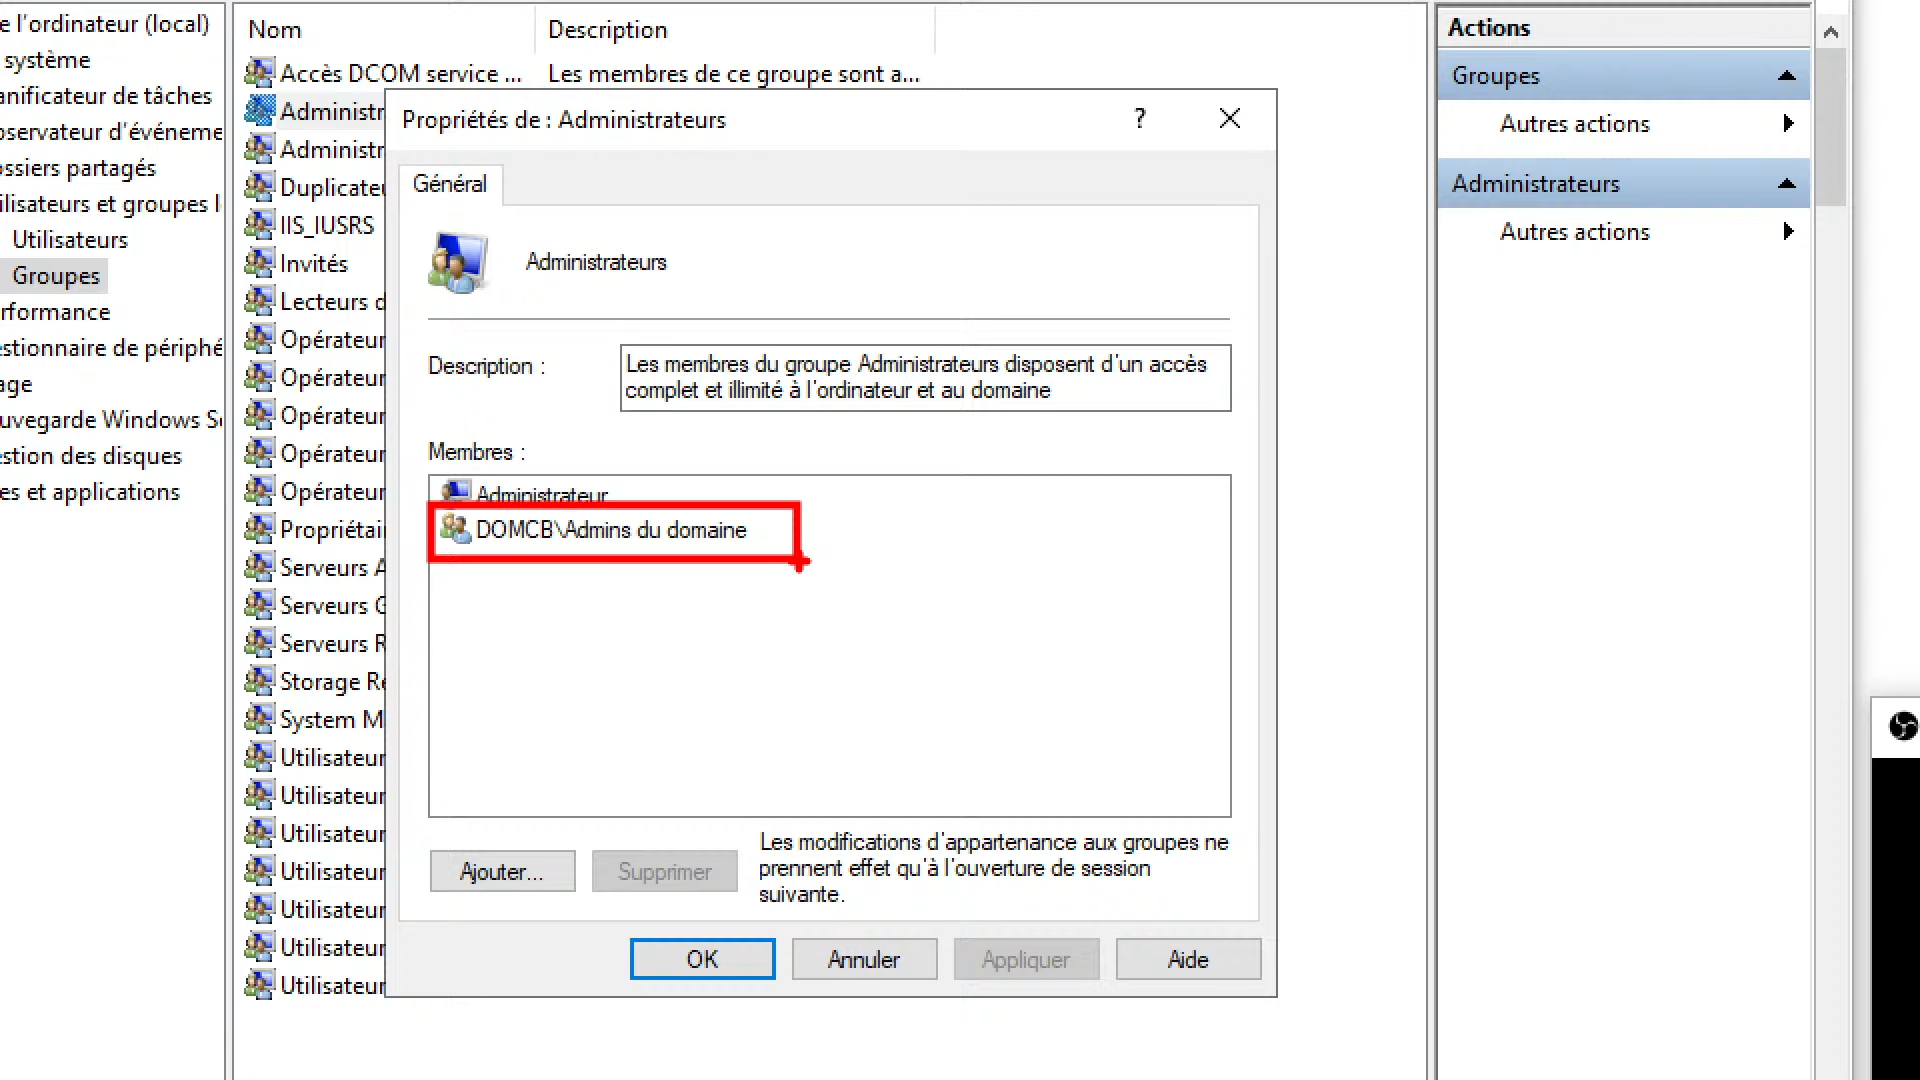 e l'ordinateur (local)
système
anificateur de tâches
oservateur d'événeme
ossiers partagés
ilisateurs et groupes l
Utilisateurs
Groupes
rformance
estionnaire de périphé
age
uvegarde Windows Se
estion des disques
es et applications
Nom
Description
Accès DCOM service ...
Les membres de ce groupe sont a...
Administr
Administr
Duplicateu
IIS_IUSRS
Invités
Lecteurs d
Opérateur
Opérateur
Opérateur
Opérateur
Opérateur
Propriétai
Serveurs A
Serveurs G
Serveurs R
Storage Re
System M
Utilisateur
Utilisateur
Utilisateur
Utilisateur
Utilisateur
Utilisateur
Utilisateur
Propriétés de : Administrateurs
?
Général
Administrateurs
Description :
Les membres du groupe Administrateurs disposent d'un accès
complet et illimité à l'ordinateur et au domaine
Membres :
Administrateur
DOMCB\Admins du domaine
Ajouter...
Supprimer
Les modifications d'appartenance aux groupes ne
prennent effet qu'à l'ouverture de session
suivante.
OK
Annuler
Appliquer
Aide
Actions
Groupes
Autres actions
Administrateurs
Autres actions